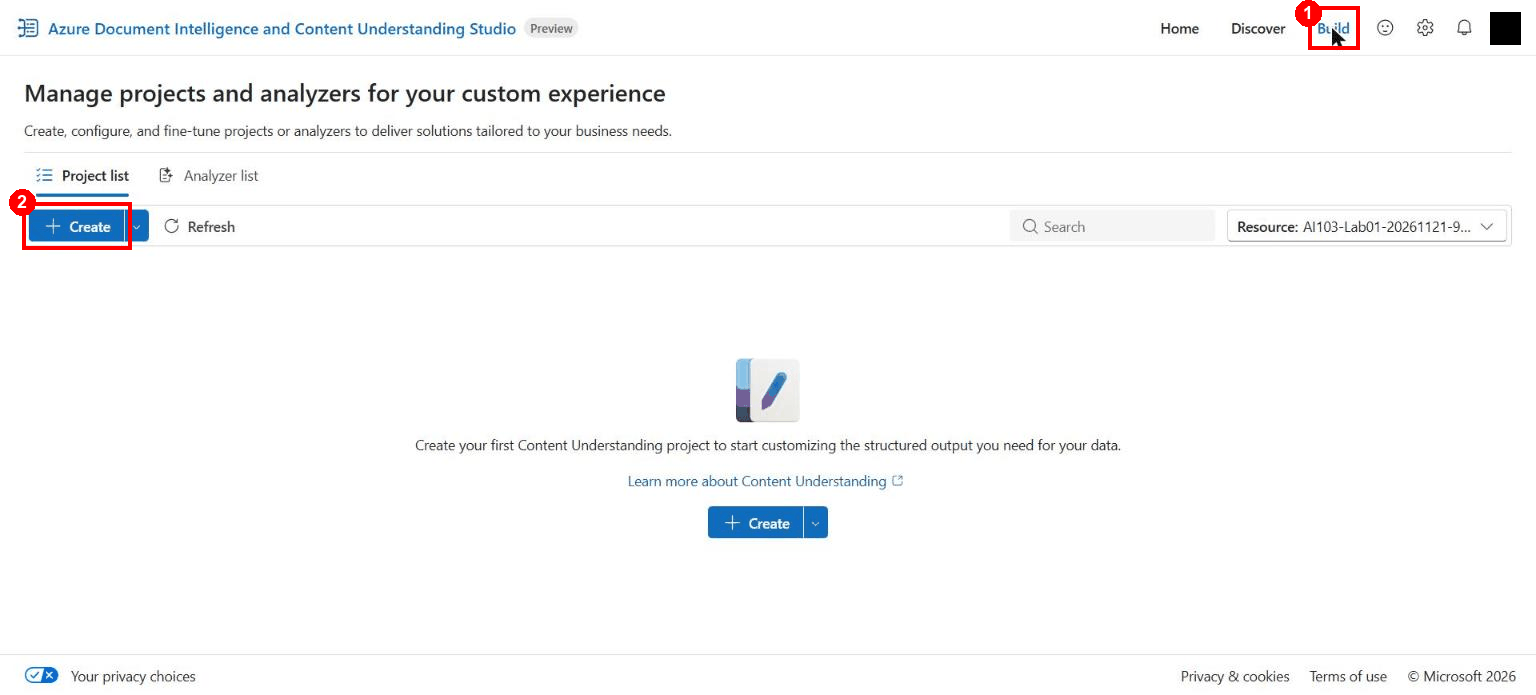 Azure Document Intelligence and Content Understanding Studio Preview Home Discover Build
1
Manage projects and analyzers for your custom experience
Create, configure, and fine-tune projects or analyzers to deliver solutions tailored to your business needs.
Project list Analyzer list
2
Create Refresh Search Resource: AI103-Lab01-20261121-9...
Create your first Content Understanding project to start customizing the structured output you need for your data.
Learn more about Content Understanding
Create
Your privacy choices Privacy & cookies Terms of use © Microsoft 2026